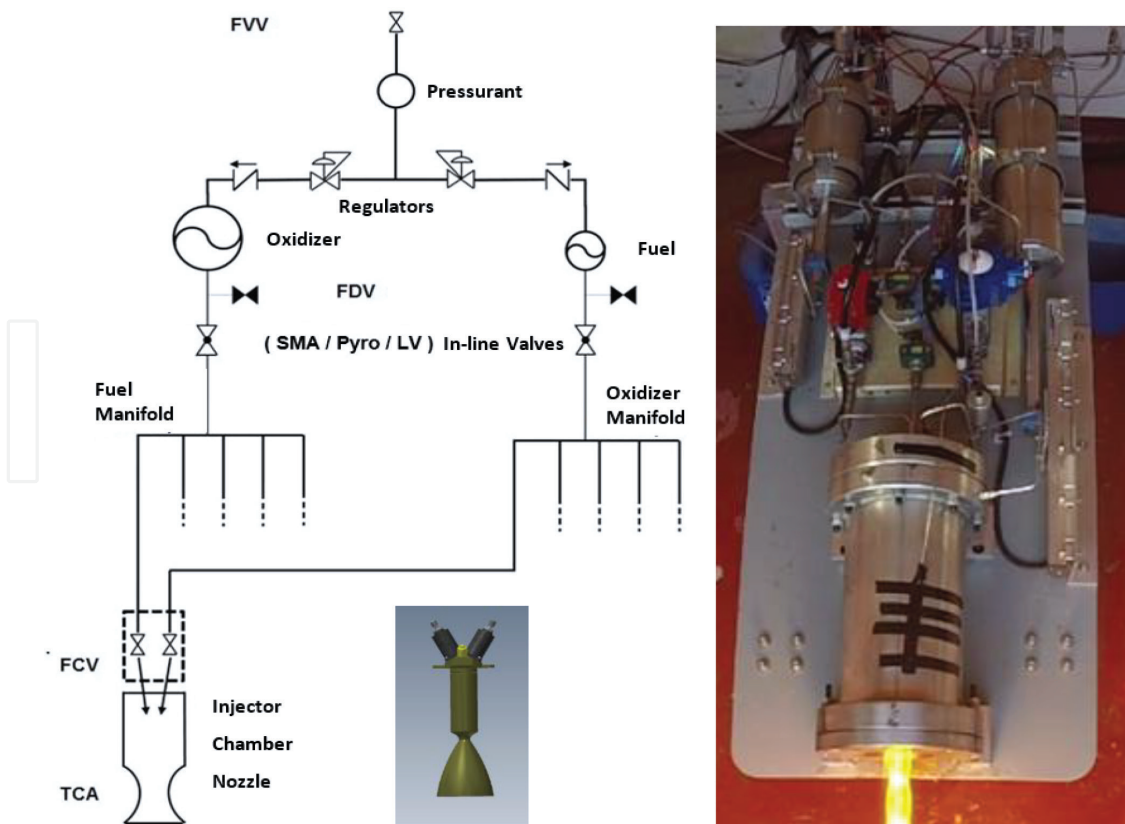 FVV
Pressurant
Regulators
Oxidizer
Fuel
FDV
( SMA / Pyro / LV ) In-line Valves
Fuel
Manifold
Oxidizer
Manifold
FCV
Injector
Chamber
Nozzle
TCA